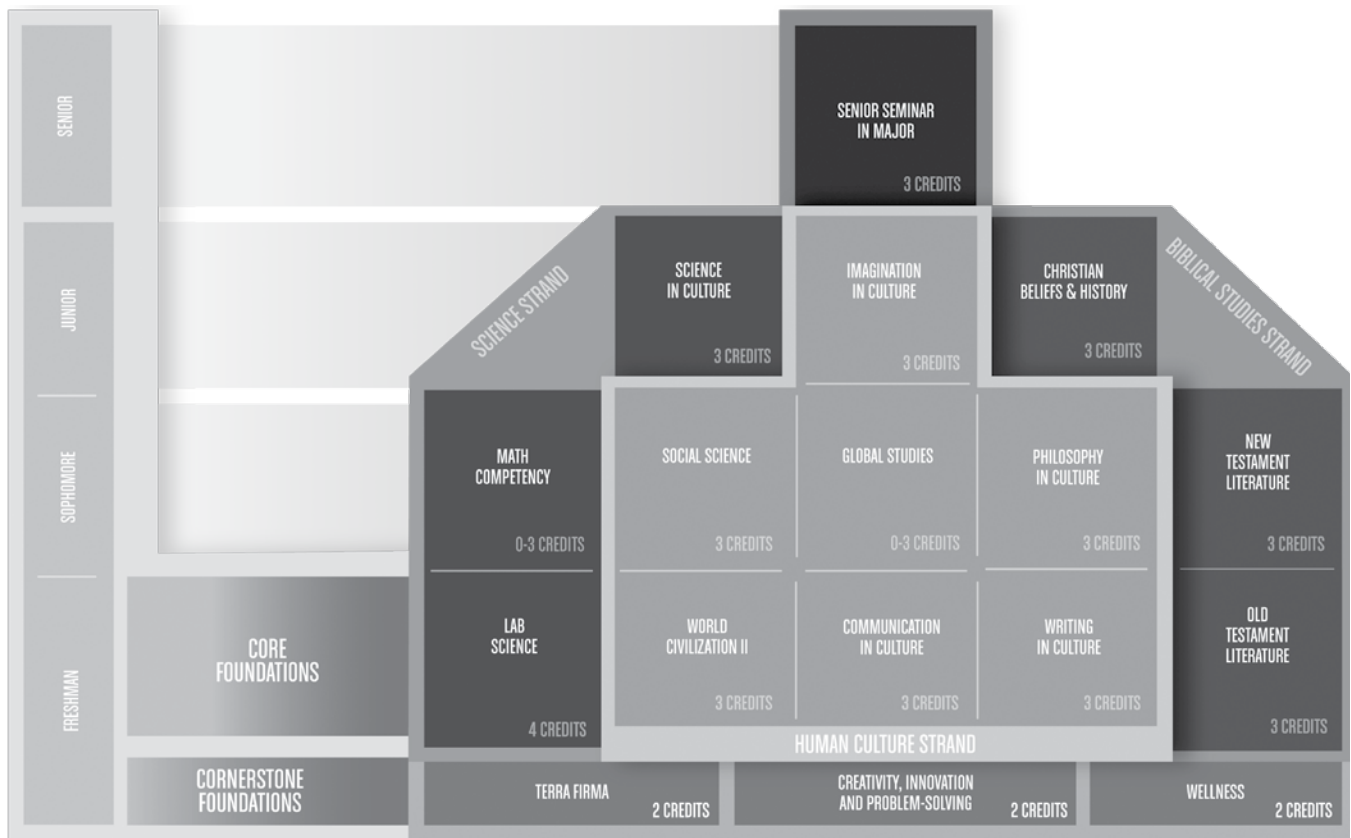 SENIOR
SENIOR SEMINAR
IN MAJOR
3 CREDITS
JUNIOR
SCIENCE STRAND
SCIENCE
IN CULTURE
3 CREDITS
IMAGINATION
IN CULTURE
3 CREDITS
CHRISTIAN
BELIEFS & HISTORY
3 CREDITS
BIBLICAL STUDIES STRAND
SOPHOMORE
MATH
COMPETENCY
0-3 CREDITS
SOCIAL SCIENCE
3 CREDITS
GLOBAL STUDIES
0-3 CREDITS
PHILOSOPHY
IN CULTURE
3 CREDITS
NEW
TESTAMENT
LITERATURE
3 CREDITS
FRESHMAN
CORE
FOUNDATIONS
LAB
SCIENCE
4 CREDITS
WORLD
CIVILIZATION II
3 CREDITS
COMMUNICATION
IN CULTURE
3 CREDITS
WRITING
IN CULTURE
3 CREDITS
OLD
TESTAMENT
LITERATURE
3 CREDITS
HUMAN CULTURE STRAND
CORNERSTONE
FOUNDATIONS
TERRA FIRMA
2 CREDITS
CREATIVITY, INNOVATION
AND PROBLEM-SOLVING
2 CREDITS
WELLNESS
2 CREDITS